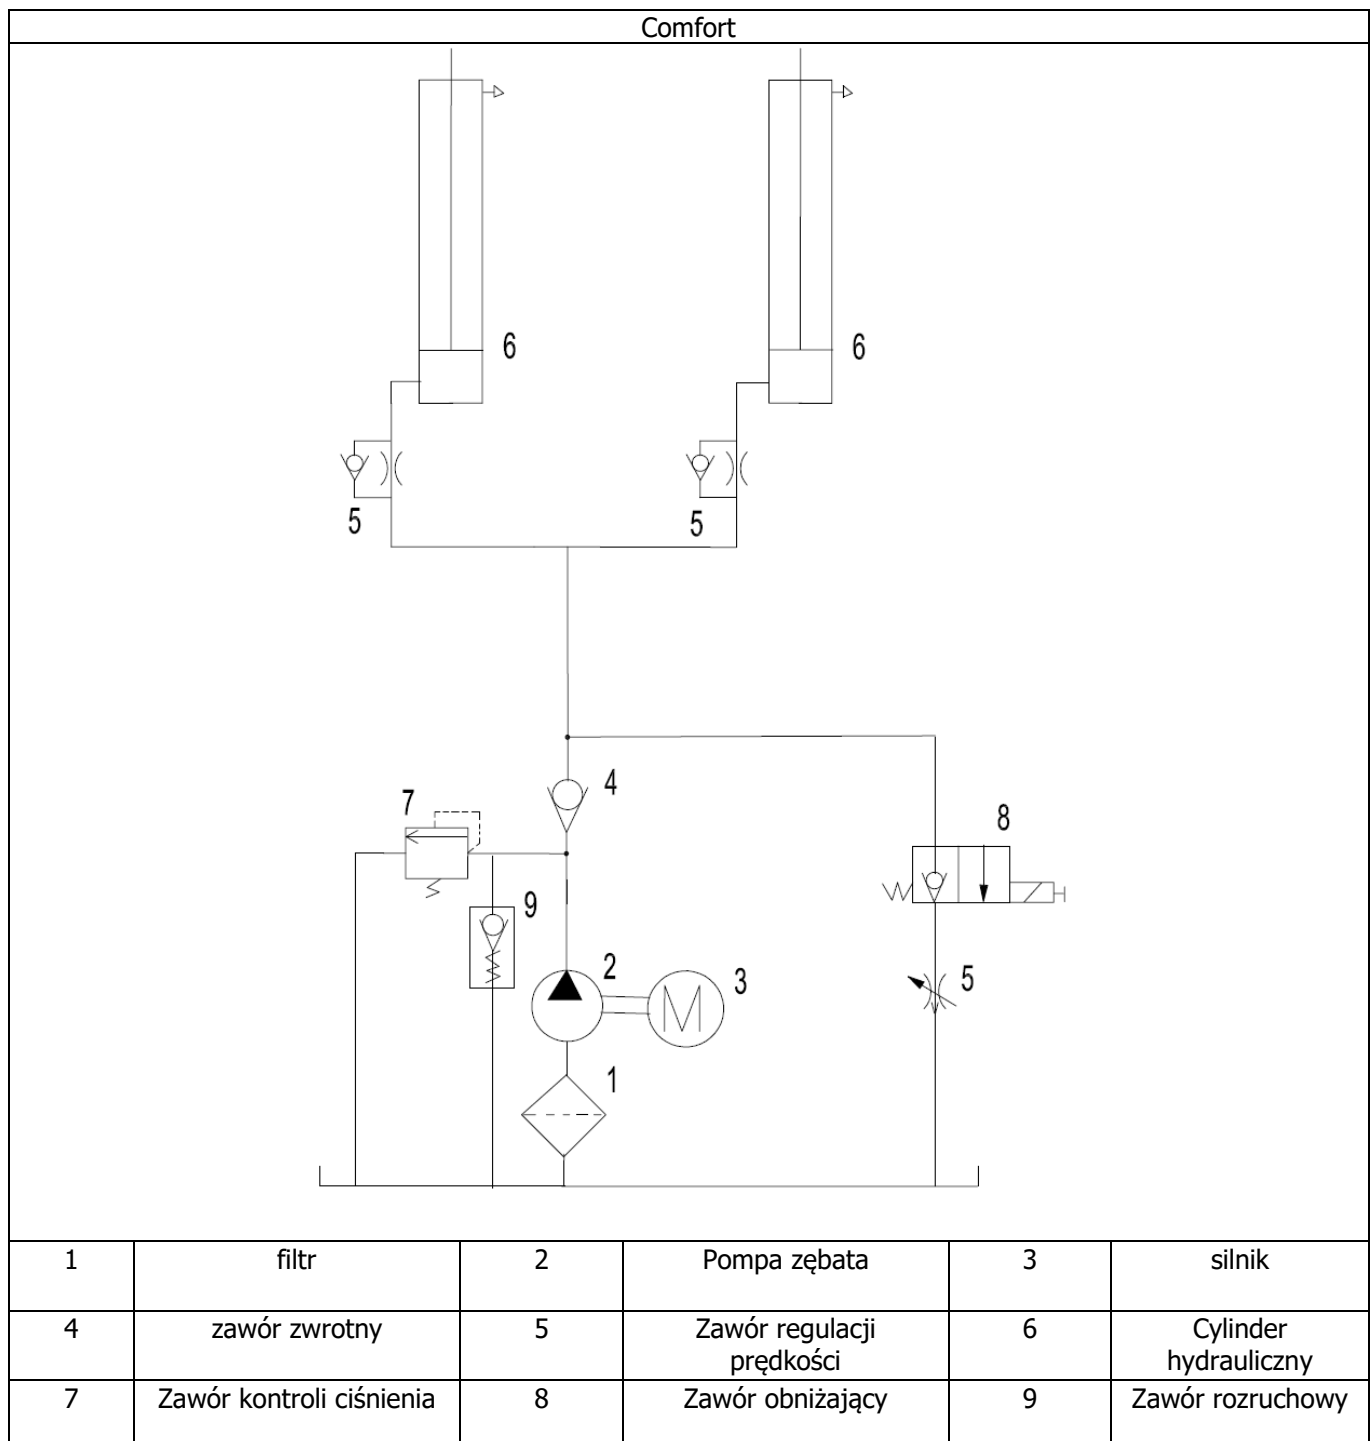 Comfort
6
6
5
5
4
7
8
9
2
3
5
M
1
1 filtr 2 Pompa zębata 3 silnik
4 zawór zwrotny 5 Zawór regulacji prędkości 6 Cylinder hydrauliczny
7 Zawór kontroli ciśnienia 8 Zawór obniżający 9 Zawór rozruchowy